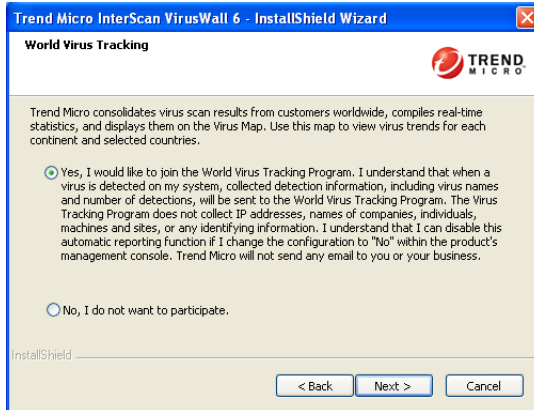 Trend Micro InterScan VirusWall 6 - InstallShield Wizard
World Virus Tracking
TREND
MICRO
Trend Micro consolidates virus scan results from customers worldwide, compiles real-time
statistics, and displays them on the Virus Map. Use this map to view virus trends for each
continent and selected countries.
Yes, I would like to join the World Virus Tracking Program. I understand that when a
virus is detected on my system, collected detection information, including virus names
and number of detections, will be sent to the World Virus Tracking Program. The Virus
Tracking Program does not collect IP addresses, names of companies, individuals,
machines and sites, or any identifying information. I understand that I can disable this
automatic reporting function if I change the configuration to "No" within the product's
management console. Trend Micro will not send any email to you or your business.
No, I do not want to participate.
InstallShield
< Back
Next >
Cancel